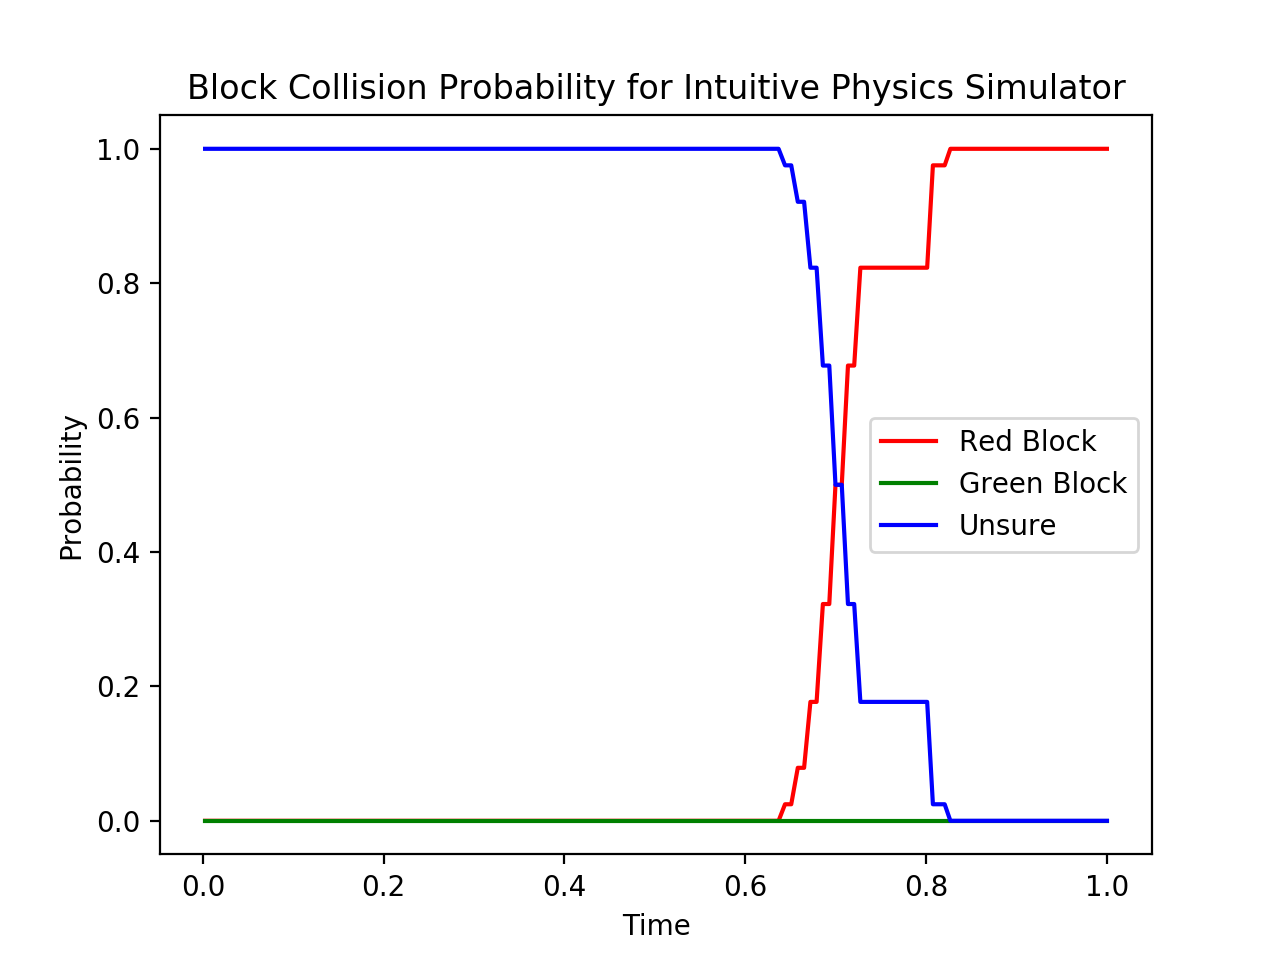 Block Collision Probability for Intuitive Physics Simulator
1.0
0.8
0.6
0.4
0.2
0.0
Probability
Red Block
Green Block
Unsure
0.0 0.2 0.4 0.6 0.8 1.0
Time